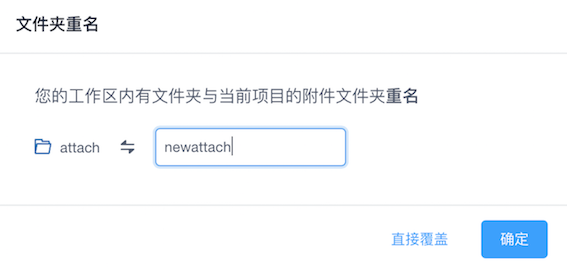 文件夹重名
您的工作区内有文件夹与当前项目的附件文件夹重名
attach newattach
直接覆盖 确定